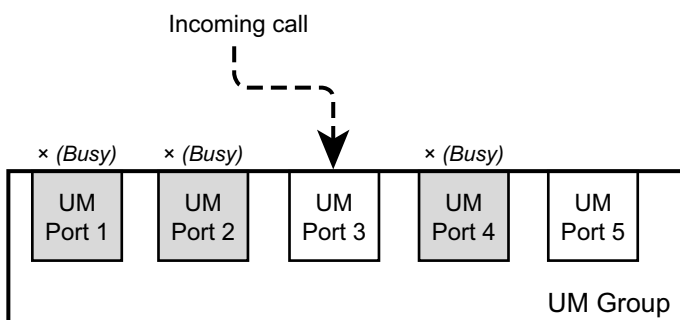 Incoming call
× (Busy)
× (Busy)
× (Busy)
UM
Port 1
UM
Port 2
UM
Port 3
UM
Port 4
UM
Port 5
UM Group